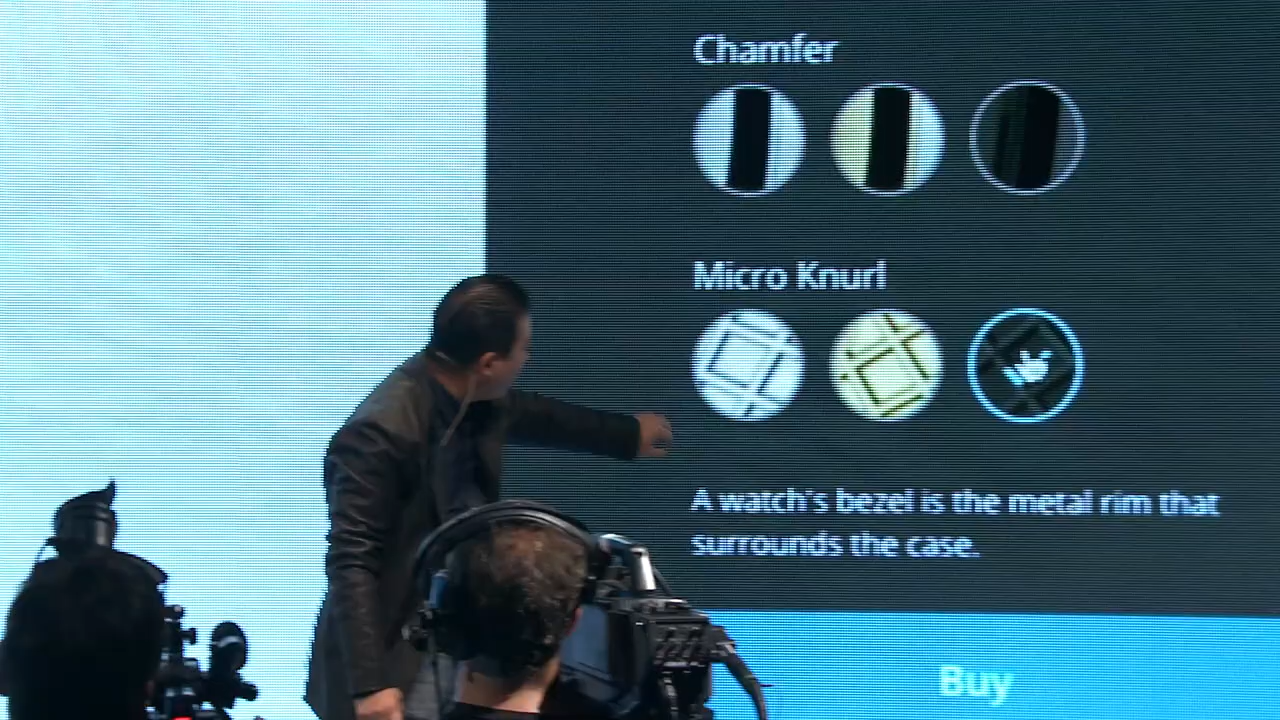 Chamfer
Micro Knurl
A watch's bezel is the metal rim that
surrounds the case.
Buy